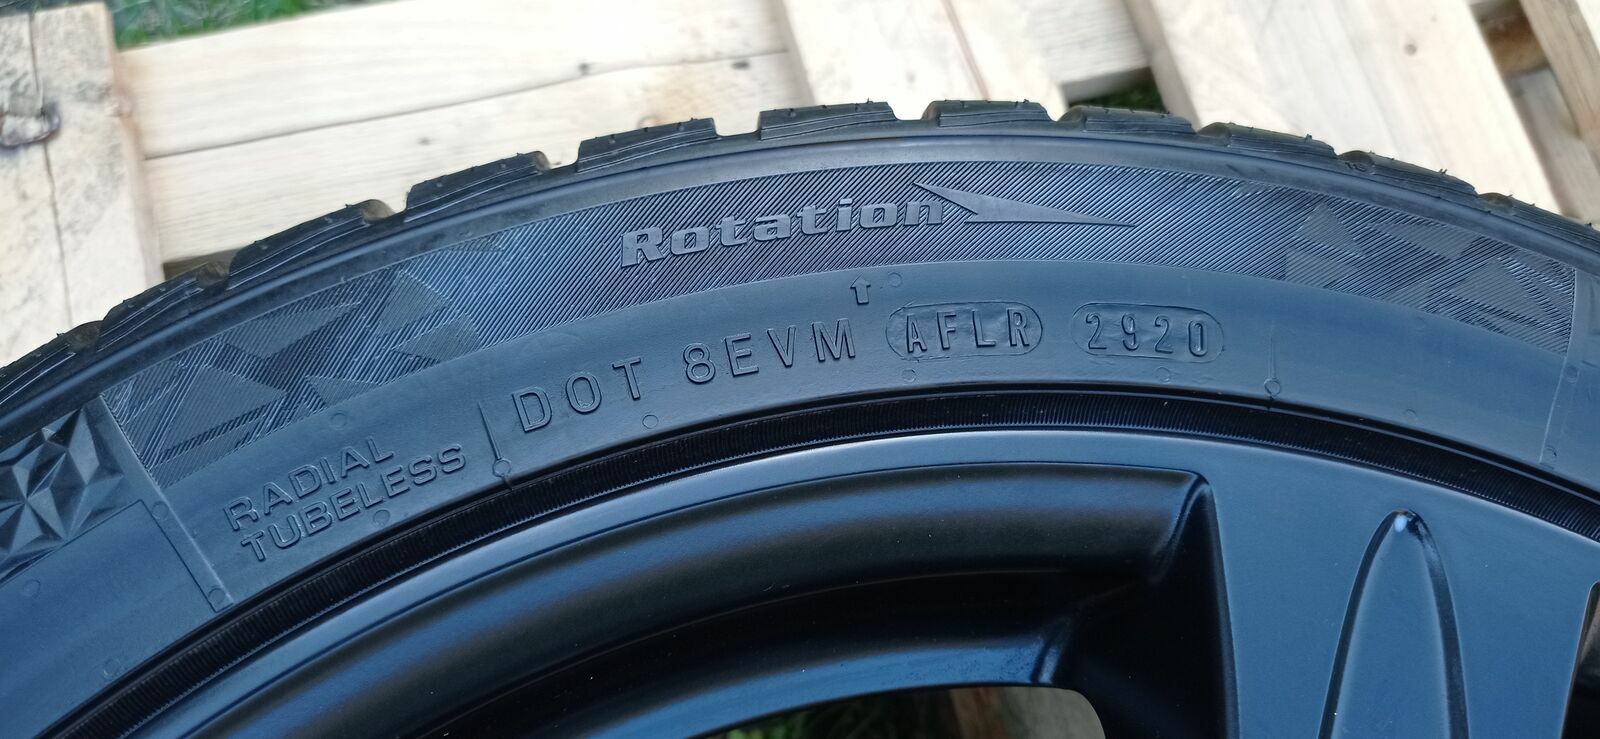 Rotation
DOT 8EVM AFLR 2920
RADIAL
TUBELESS